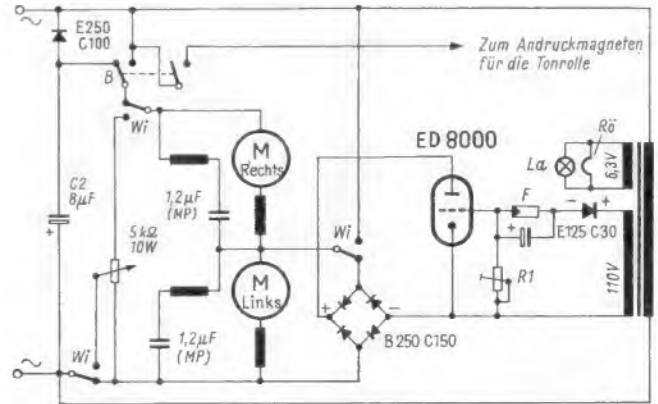 E250
C100
B
Wi
Zum Andruckmagneten
für die Tonrolle
ED 8000
M
Rechts
1,2µF
(MP)
C2
8µF
+
5kΩ
10W
Wi
M
Links
1,2µF
(MP)
Wi
+
-
B250 C150
La
Rö
6,3V
F
-
+
+
E125 C30
R1
110V